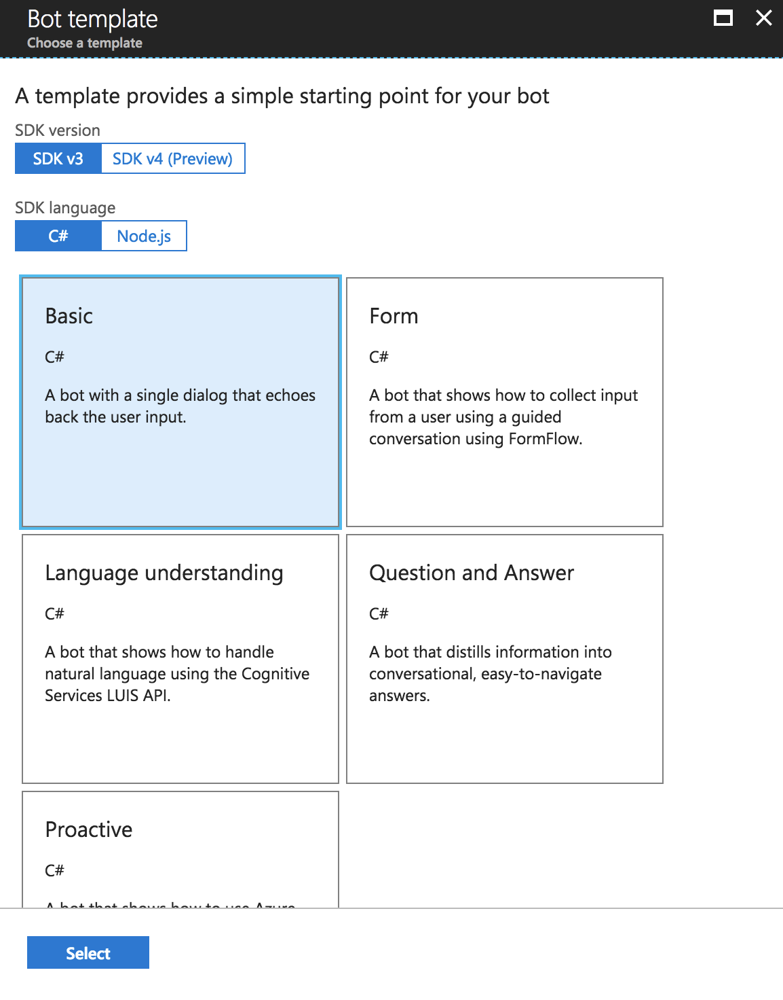 Bot template
Choose a template
A template provides a simple starting point for your bot
SDK version
SDK v3 SDK v4 (Preview)
SDK language
C# Node.js
Basic
C#
A bot with a single dialog that echoes
back the user input.
Form
C#
A bot that shows how to collect input
from a user using a guided
conversation using FormFlow.
Language understanding
C#
A bot that shows how to handle
natural language using the Cognitive
Services LUIS API.
Question and Answer
C#
A bot that distills information into
conversational, easy-to-navigate
answers.
Proactive
C#
A bot that shows how to use Azure
Select